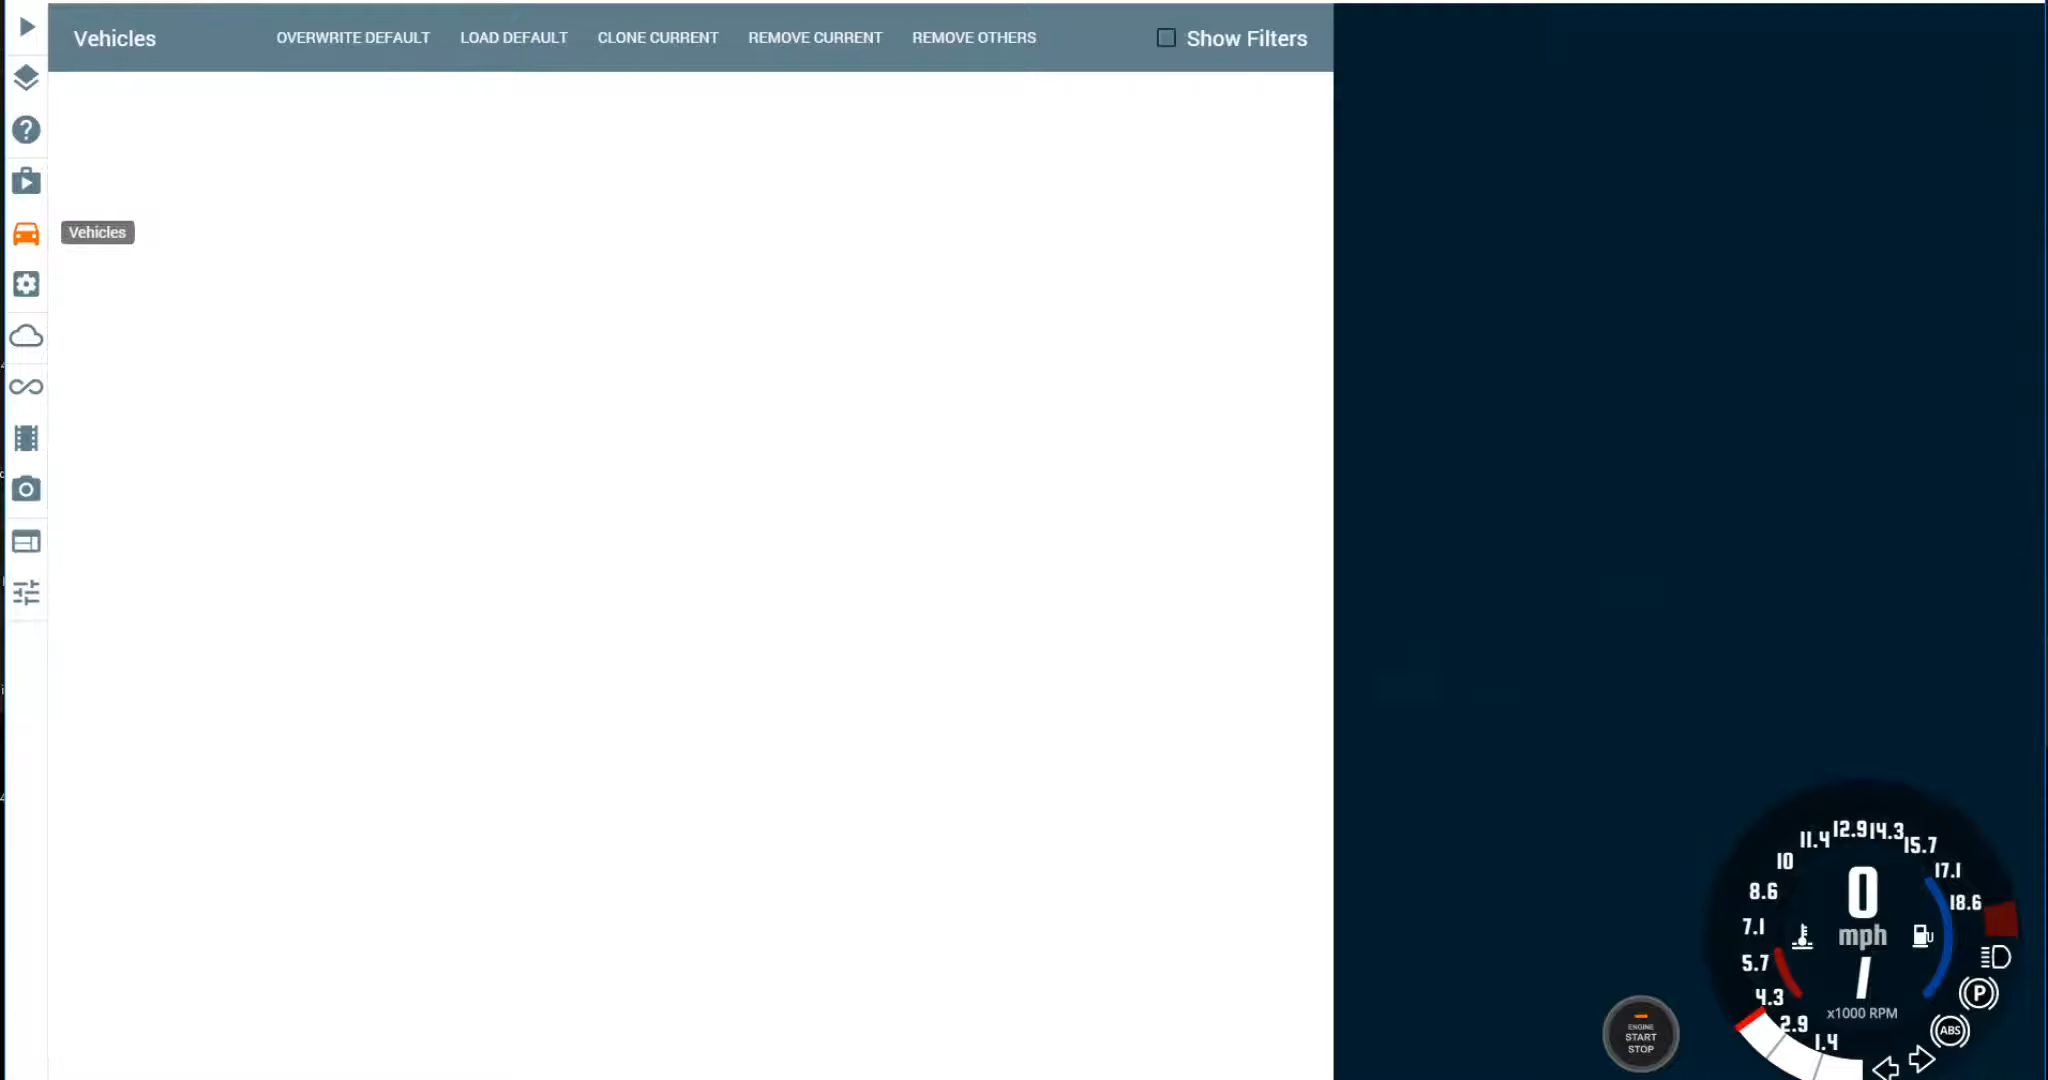 Vehicles
OVERWRITE DEFAULT
LOAD DEFAULT
CLONE CURRENT
REMOVE CURRENT
REMOVE OTHERS
Show Filters
Vehicles
12.9
14.3
11.4
15.7
10
17.1
8.6
18.6
0
7.1
mph
5.7
4.3
1
x1000 RPM
P
2.9
1.4
ABS
ENGINE
START
STOP